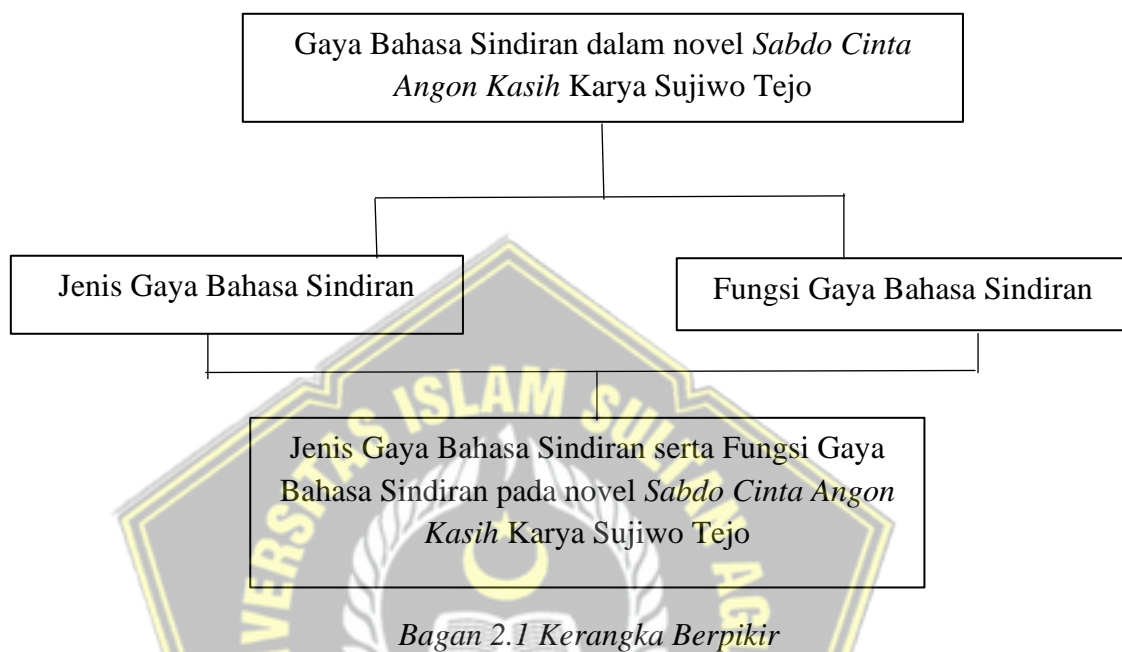 Gaya Bahasa Sindiran dalam novel Sabdo Cinta
Angon Kasih Karya Sujiwo Tejo
Jenis Gaya Bahasa Sindiran
Fungsi Gaya Bahasa Sindiran
Jenis Gaya Bahasa Sindiran serta Fungsi Gaya
Bahasa Sindiran pada novel Sabdo Cinta Angon
Kasih Karya Sujiwo Tejo
ISLAM SULTAN
Bagan 2.1 Kerangka Berpikir